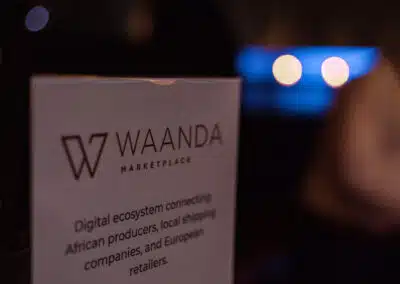 WAANDA
MARKETPLACE
Digital ecosystem connecting
African producers, local shipping
companies, and European
retailers.